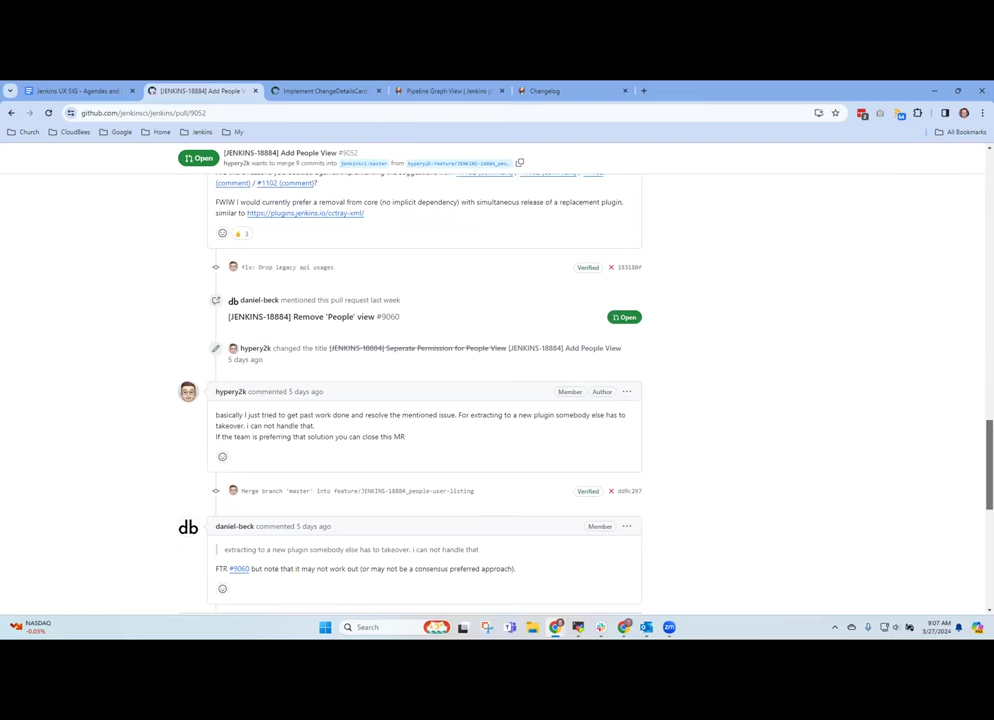 Jenkins UX SIG - Agendas and
[JENKINS-18884] Add People V
Implement ChangeDetailsCard
Pipeline Graph View | Jenkins p
Changelog
github.com/jenkinsci/jenkins/pull/9052
Church
CloudBees
Google
Home
Jenkins
My
All Bookmarks
Open
[JENKINS-18884] Add People View #9052
hypery2k wants to merge 9 commits into jenkinsci:master from hypery2k:feature/JENKINS-18884_peo…
(comment) / #1102 (comment)?
FWIW I would currently prefer a removal from core (no implicit dependency) with simultaneous release of a replacement plugin,
similar to https://plugins.jenkins.io/cctray-xml/
3
fix: Drop legacy api usages
Verified
183180f
daniel-beck mentioned this pull request last week
[JENKINS-18884] Remove 'People' view #9060
Open
hypery2k changed the title [JENKINS-18884] Seperate Permission for People View [JENKINS-18884] Add People View
5 days ago
hypery2k commented 5 days ago
Member
Author
basically I just tried to get past work done and resolve the mentioned issue. For extracting to a new plugin somebody else has to
takeover. i can not handle that.
If the team is preferring that solution you can close this MR
Merge branch 'master' into feature/JENKINS-18884_people-user-listing
Verified
dd9c297
db
daniel-beck commented 5 days ago
Member
extracting to a new plugin somebody else has to takeover. i can not handle that
FTR #9060 but note that it may not work out (or may not be a consensus preferred approach).
NASDAQ
-0.03%
Search
9:07 AM
3/27/2024